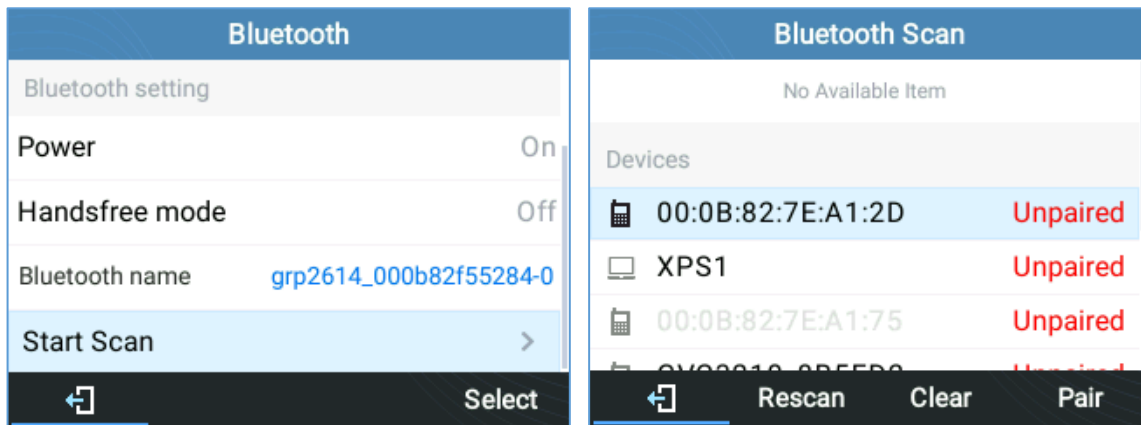 Bluetooth
Bluetooth setting
Power On
Handsfree mode Off
Bluetooth name grp2614_000b82f55284-0
Start Scan
Select
Bluetooth Scan
No Available Item
Devices
00:0B:82:7E:A1:2D Unpaired
XPS1 Unpaired
00:0B:82:7E:A1:75 Unpaired
Rescan Clear Pair